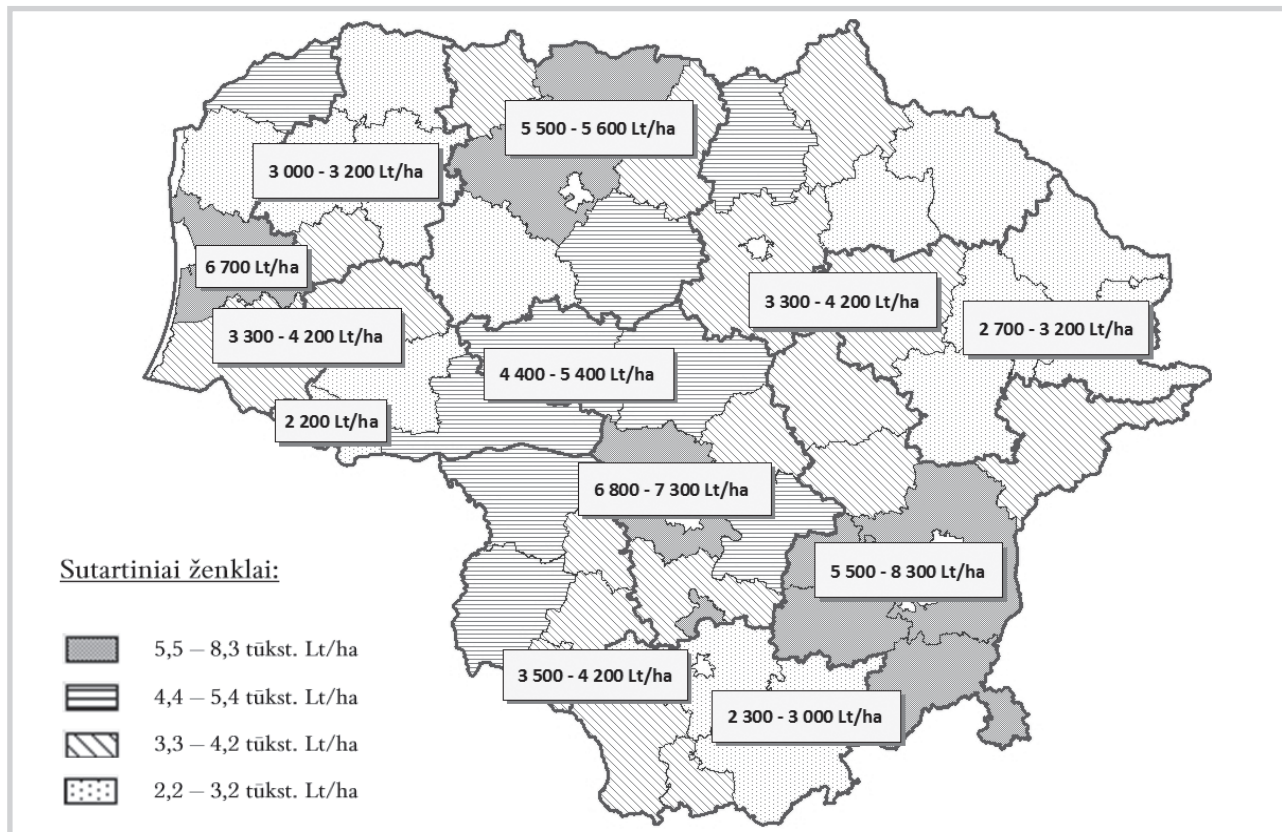 5 500 - 5 600 Lt/ha
3 000 - 3 200 Lt/ha
6 700 Lt/ha
3 300 - 4 200 Lt/ha
3 300 - 4 200 Lt/ha
2 700 - 3 200 Lt/ha
4 400 - 5 400 Lt/ha
2 200 Lt/ha
6 800 - 7 300 Lt/ha
5 500 - 8 300 Lt/ha
3 500 - 4 200 Lt/ha
2 300 - 3 000 Lt/ha
Sutartiniai ženklai:
5,5 – 8,3 tūkst. Lt/ha
4,4 – 5,4 tūkst. Lt/ha
3,3 – 4,2 tūkst. Lt/ha
2,2 – 3,2 tūkst. Lt/ha